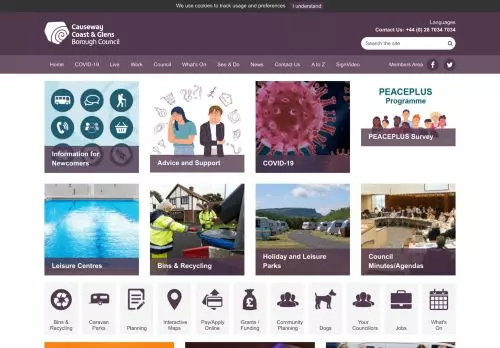 We use cookies to track usage and preferences I understand
Causeway
Coast & Glens
Borough Council
Languages
Contact Us: +44 (0) 28 7034 7034
Search the site
Home COVID-19 Live Work Council What's On See & Do News Contact Us A to Z SignVideo Members Area
Information for
Newcomers
Advice and Support
COVID-19
PEACEPLUS
Programme
PEACEPLUS Survey
Leisure Centres
Bins & Recycling
Holiday and Leisure
Parks
Council
Minutes/Agendas
Bins &
Recycling
Caravan
Parks
Planning
Interactive
Maps
Pay/Apply
Online
Grants /
Funding
Community
Planning
Dogs
Your
Councillors
Jobs
What's
On